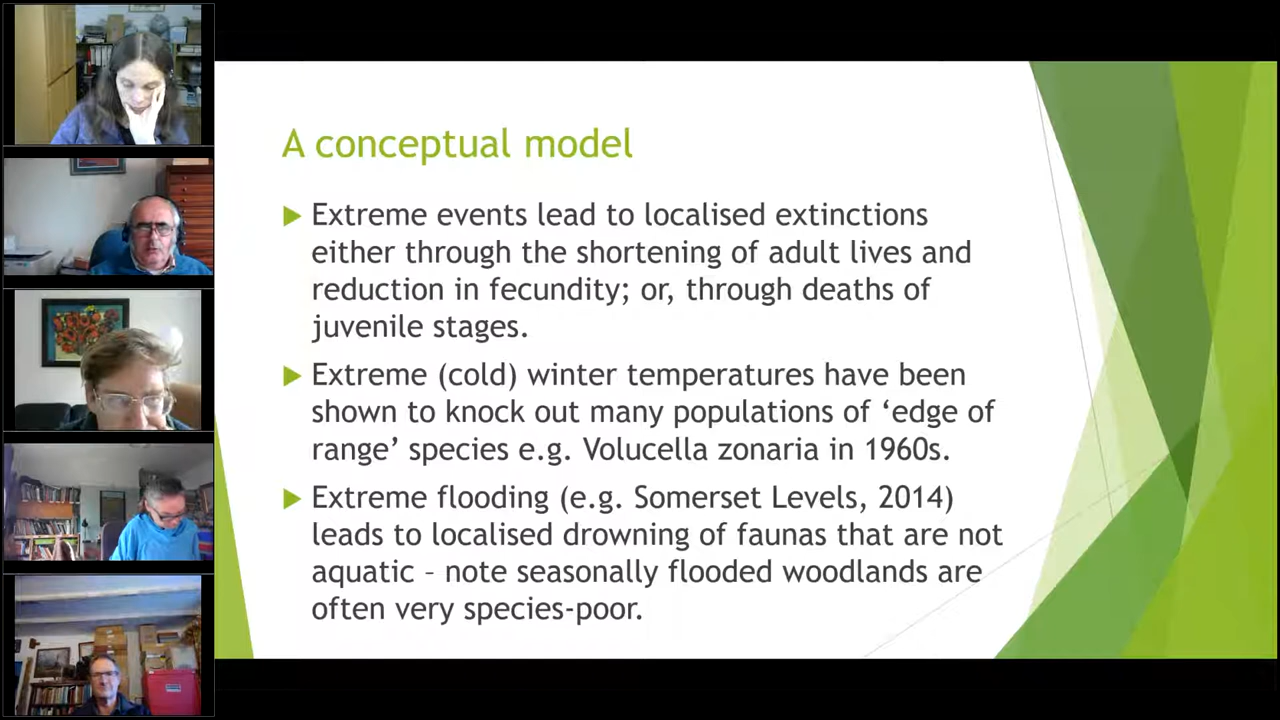 A conceptual model
Extreme events lead to localised extinctions
either through the shortening of adult lives and
reduction in fecundity; or, through deaths of
juvenile stages.
Extreme (cold) winter temperatures have been
shown to knock out many populations of ‘edge of
range’ species e.g. Volucella zonaria in 1960s.
Extreme flooding (e.g. Somerset Levels, 2014)
leads to localised drowning of faunas that are not
aquatic – note seasonally flooded woodlands are
often very species-poor.